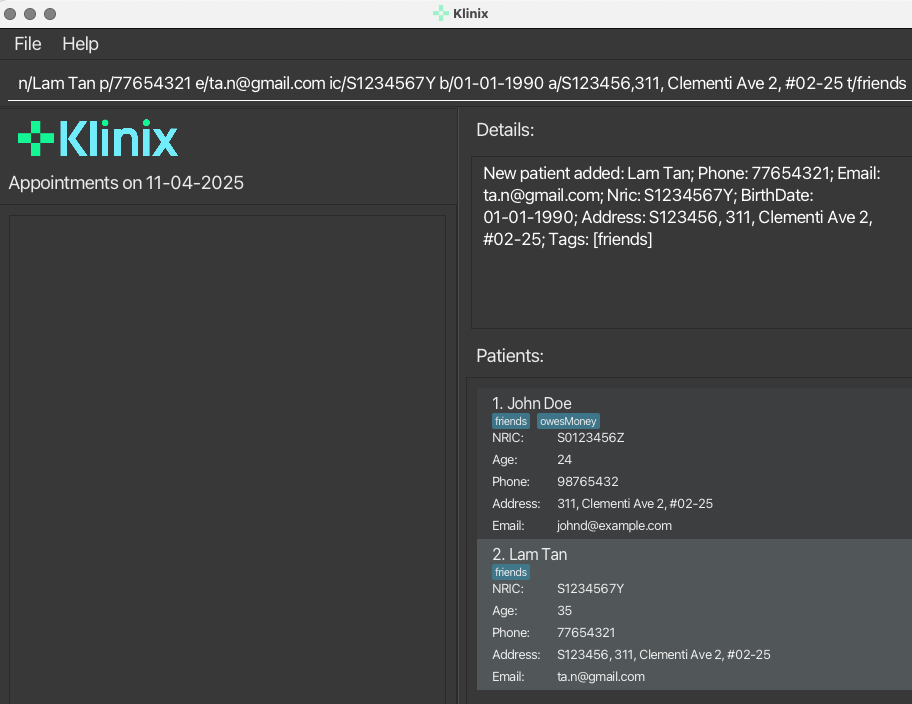 Klinix
File Help
n/Lam Tan p/77654321 e/ta.n@gmail.com ic/S1234567Y b/01-01-1990 a/S123456,311, Clementi Ave 2, #02-25 t/friends
Klinix
Appointments on 11-04-2025
Details:
New patient added: Lam Tan; Phone: 77654321; Email:
ta.n@gmail.com; Nric: S1234567Y; BirthDate:
01-01-1990; Address: S123456, 311, Clementi Ave 2,
#02-25; Tags: [friends]
Patients:
1. John Doe
friends owesMoney
NRIC: S0123456Z
Age: 24
Phone: 98765432
Address: 311, Clementi Ave 2, #02-25
Email: johnd@example.com
2. Lam Tan
friends
NRIC: S1234567Y
Age: 35
Phone: 77654321
Address: S123456, 311, Clementi Ave 2, #02-25
Email: ta.n@gmail.com